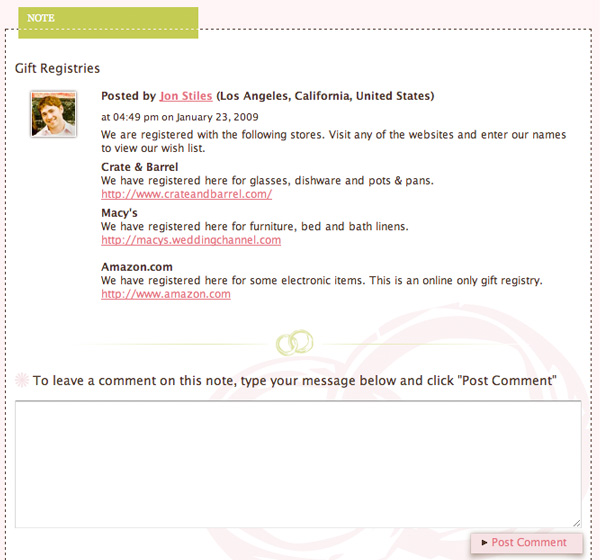 NOTE
Gift Registries
Posted by Jon Stiles (Los Angeles, California, United States)
at 04:49 pm on January 23, 2009
We are registered with the following stores. Visit any of the websites and enter our names
to view our wish list.
Crate & Barrel
We have registered here for glasses, dishware and pots & pans.
http://www.crateandbarrel.com/
Macy's
We have registered here for furniture, bed and bath linens.
http://macys.weddingchannel.com
Amazon.com
We have registered here for some electronic items. This is an online only gift registry.
http://www.amazon.com
To leave a comment on this note, type your message below and click "Post Comment"
Post Comment